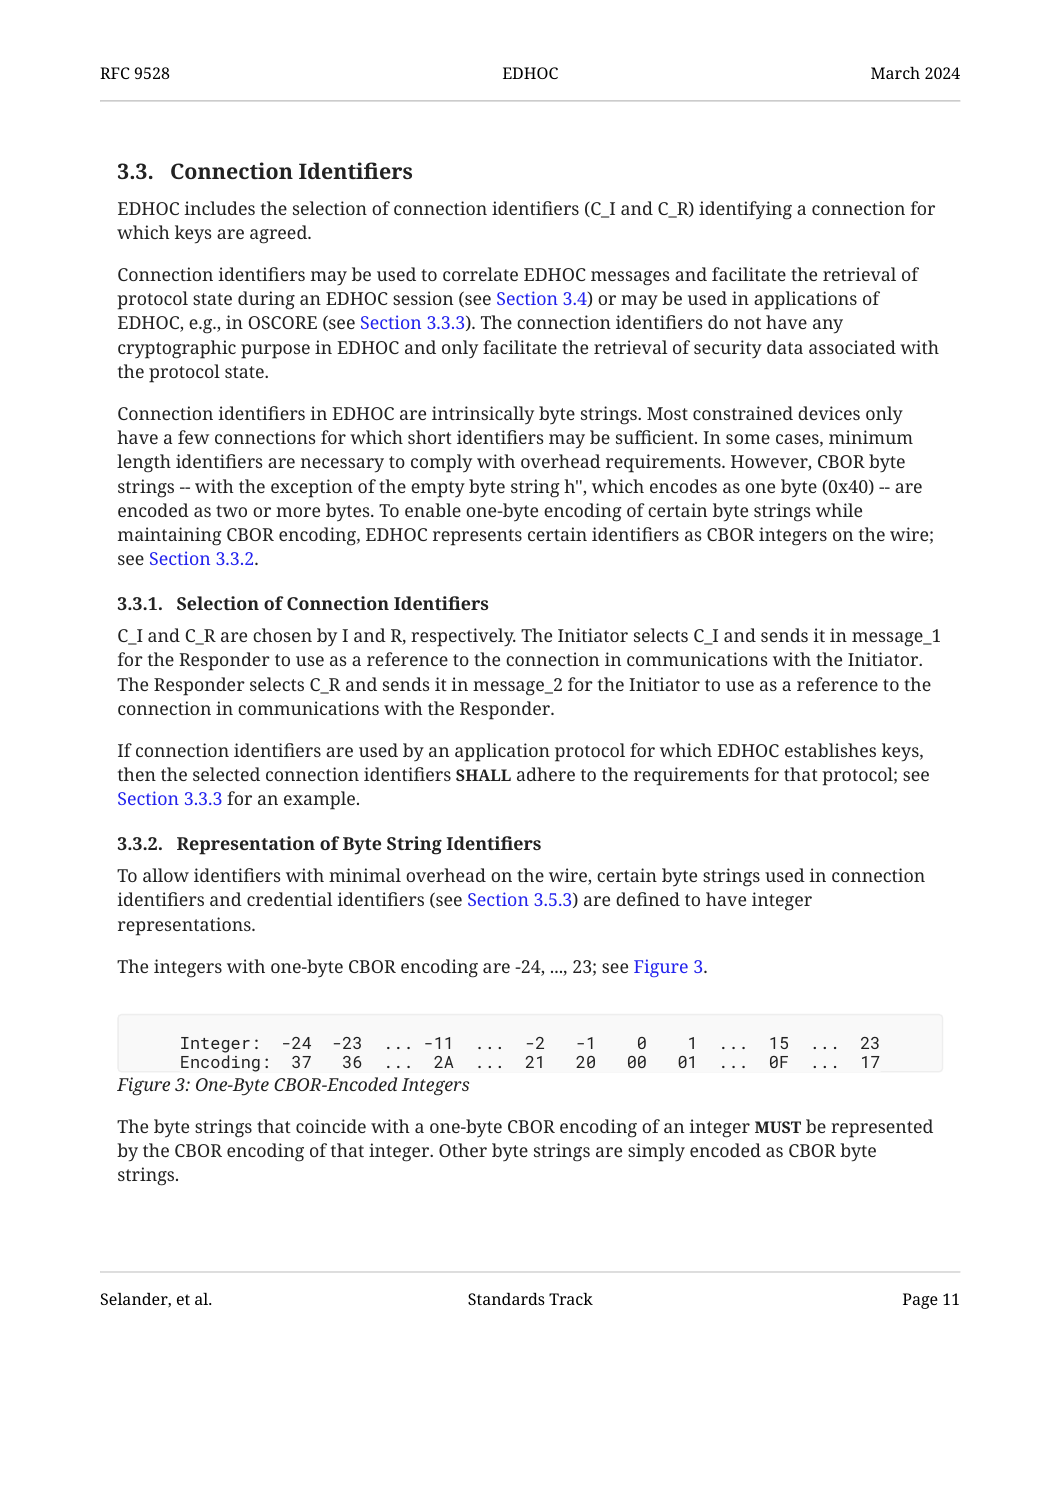 RFC 9528 EDHOC March 2024
3.3. Connection Identifiers
EDHOC includes the selection of connection identifiers (C_I and C_R) identifying a connection for
which keys are agreed.
Connection identifiers may be used to correlate EDHOC messages and facilitate the retrieval of
protocol state during an EDHOC session (see Section 3.4) or may be used in applications of
EDHOC, e.g., in OSCORE (see Section 3.3.3). The connection identifiers do not have any
cryptographic purpose in EDHOC and only facilitate the retrieval of security data associated with
the protocol state.
Connection identifiers in EDHOC are intrinsically byte strings. Most constrained devices only
have a few connections for which short identifiers may be sufficient. In some cases, minimum
length identifiers are necessary to comply with overhead requirements. However, CBOR byte
strings -- with the exception of the empty byte string h'', which encodes as one byte (0x40) -- are
encoded as two or more bytes. To enable one-byte encoding of certain byte strings while
maintaining CBOR encoding, EDHOC represents certain identifiers as CBOR integers on the wire;
see Section 3.3.2.
3.3.1. Selection of Connection Identifiers
C_I and C_R are chosen by I and R, respectively. The Initiator selects C_I and sends it in message_1
for the Responder to use as a reference to the connection in communications with the Initiator.
The Responder selects C_R and sends it in message_2 for the Initiator to use as a reference to the
connection in communications with the Responder.
If connection identifiers are used by an application protocol for which EDHOC establishes keys,
then the selected connection identifiers SHALL adhere to the requirements for that protocol; see
Section 3.3.3 for an example.
3.3.2. Representation of Byte String Identifiers
To allow identifiers with minimal overhead on the wire, certain byte strings used in connection
identifiers and credential identifiers (see Section 3.5.3) are defined to have integer
representations.
The integers with one-byte CBOR encoding are -24, ..., 23; see Figure 3.
Integer: -24 -23 ... -11 ... -2 -1 0 1 ... 15 ... 23
Encoding: 37 36 ... 2A ... 21 20 00 01 ... 0F ... 17
Figure 3: One-Byte CBOR-Encoded Integers
The byte strings that coincide with a one-byte CBOR encoding of an integer MUST be represented
by the CBOR encoding of that integer. Other byte strings are simply encoded as CBOR byte
strings.
Selander, et al. Standards Track Page 11